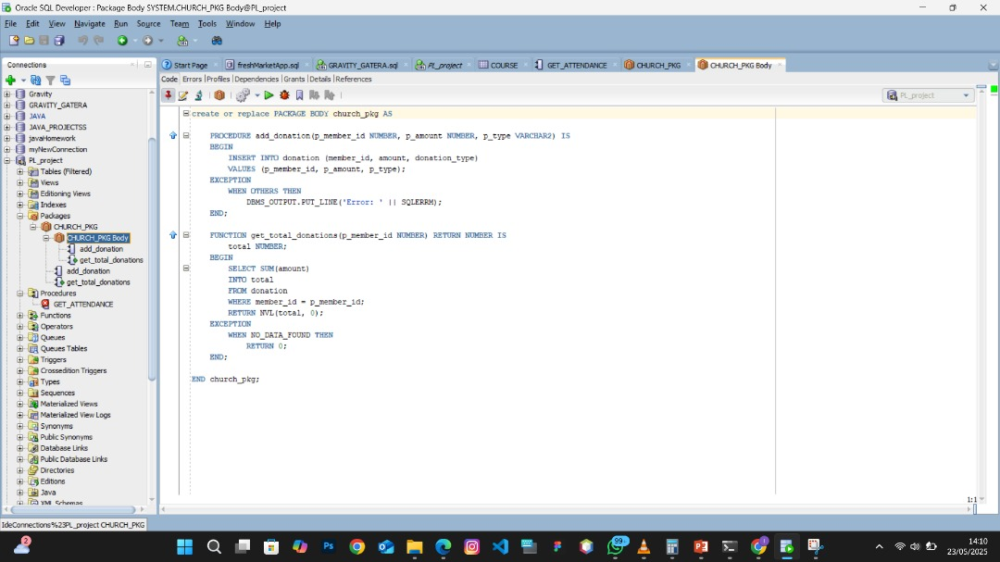 Oracle SQL Developer : Package Body SYSTEM.CHURCH_PKG Body@PL_project
File Edit View Navigate Run Source Team Tools Window Help
Connections
Start Page freshMarketApp.sql GRAVITY_GATERA.sql PL_project COURSE GET_ATTENDANCE CHURCH_PKG CHURCH_PKG Body
Code Errors Profiles Dependencies Grants Details References
PL_project
Gravity
GRAVITY_GATERA
JAVA
JAVA_PROJECTSS
javaHomework
myNewConnection
PL_project
Tables (Filtered)
Views
Editioning Views
Indexes
Packages
CHURCH_PKG
CHURCH_PKG Body
add_donation
get_total_donations
add_donation
get_total_donations
Procedures
GET_ATTENDANCE
Functions
Operators
Queues
Queues Tables
Triggers
Crossedition Triggers
Types
Sequences
Materialized Views
Materialized View Logs
Synonyms
Public Synonyms
Database Links
Public Database Links
Directories
Editions
Java
XML Schemas
create or replace PACKAGE BODY church_pkg AS
PROCEDURE add_donation(p_member_id NUMBER, p_amount NUMBER, p_type VARCHAR2) IS
BEGIN
INSERT INTO donation (member_id, amount, donation_type)
VALUES (p_member_id, p_amount, p_type);
EXCEPTION
WHEN OTHERS THEN
DBMS_OUTPUT.PUT_LINE('Error: ' || SQLERRM);
END;
FUNCTION get_total_donations(p_member_id NUMBER) RETURN NUMBER IS
total NUMBER;
BEGIN
SELECT SUM(amount)
INTO total
FROM donation
WHERE member_id = p_member_id;
RETURN NVL(total, 0);
EXCEPTION
WHEN NO_DATA_FOUND THEN
RETURN 0;
END;
END church_pkg;
1:1
IdeConnections%23PL_project CHURCH_PKG
2
Ps
99+
14:10
23/05/2025